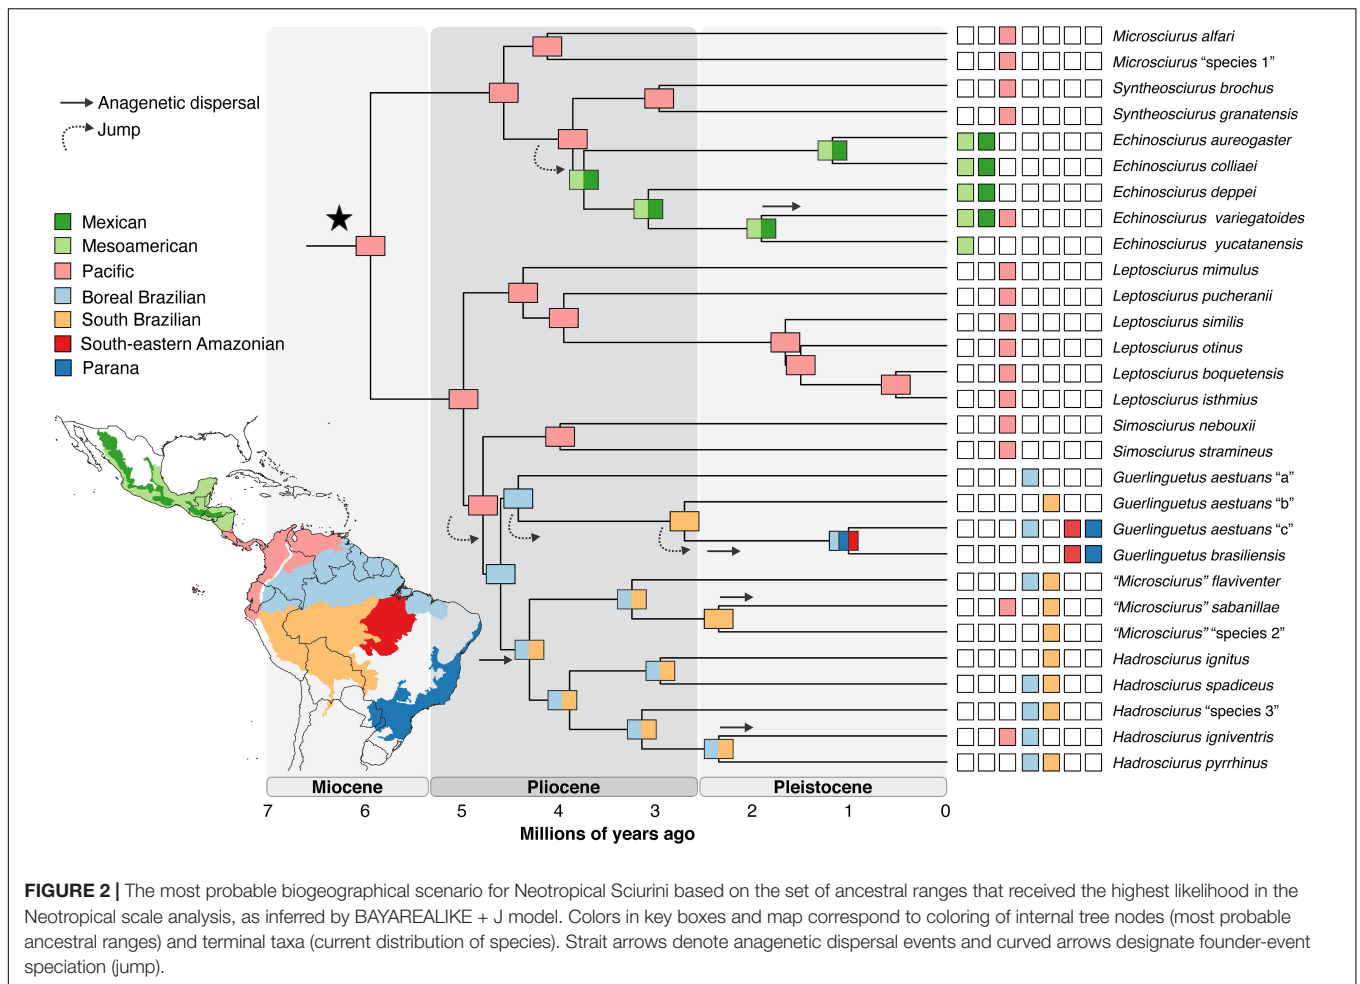 Anagenetic dispersal
Jump
Mexican
Mesoamerican
Pacific
Boreal Brazilian
South Brazilian
South-eastern Amazonian
Parana
Microsciurus alfari
Microsciurus “species 1”
Syntheosciurus brochus
Syntheosciurus granatensis
Echinosciurus aureogaster
Echinosciurus colliaei
Echinosciurus deppei
Echinosciurus variegatoides
Echinosciurus yucatanensis
Leptosciurus mimulus
Leptosciurus pucheranii
Leptosciurus similis
Leptosciurus otinus
Leptosciurus boquetensis
Leptosciurus isthmius
Simosciurus nebouxii
Simosciurus stramineus
Guerlinguetus aestuans “a”
Guerlinguetus aestuans “b”
Guerlinguetus aestuans “c”
Guerlinguetus brasiliensis
“Microsciurus” flaviventer
“Microsciurus” sabanillae
“Microsciurus” “species 2”
Hadrosciurus ignitus
Hadrosciurus spadiceus
Hadrosciurus “species 3”
Hadrosciurus igniventris
Hadrosciurus pyrrhinus
Miocene Pliocene Pleistocene
7 6 5 4 3 2 1 0
Millions of years ago
FIGURE 2 | The most probable biogeographical scenario for Neotropical Sciurini based on the set of ancestral ranges that received the highest likelihood in the
Neotropical scale analysis, as inferred by BAYAREALIKE + J model. Colors in key boxes and map correspond to coloring of internal tree nodes (most probable
ancestral ranges) and terminal taxa (current distribution of species). Strait arrows denote anagenetic dispersal events and curved arrows designate founder-event
speciation (jump).